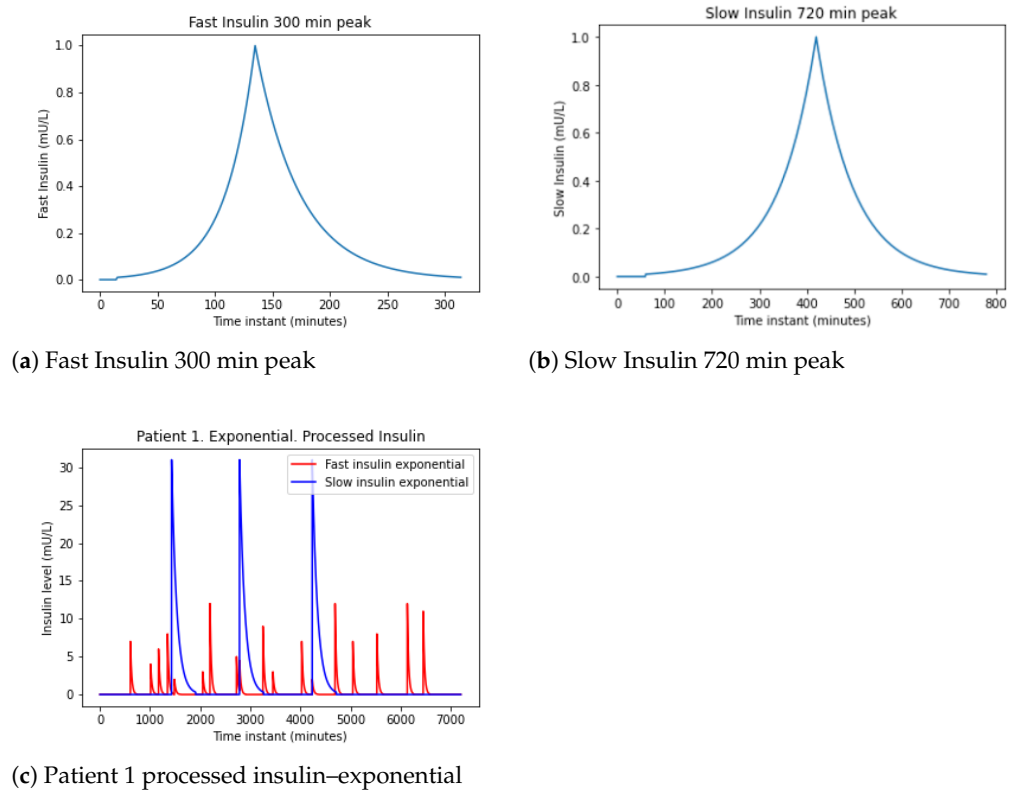 Fast Insulin 300 min peak
Fast Insulin (mU/L)
1.0
0.8
0.6
0.4
0.2
0.0
0 50 100 150 200 250 300
Time instant (minutes)
(a) Fast Insulin 300 min peak
Slow Insulin 720 min peak
Slow Insulin (mU/L)
1.0
0.8
0.6
0.4
0.2
0.0
0 100 200 300 400 500 600 700 800
Time instant (minutes)
(b) Slow Insulin 720 min peak
Patient 1. Exponential. Processed Insulin
Fast insulin exponential
Slow insulin exponential
Insulin level (mU/L)
30
25
20
15
10
5
0
0 1000 2000 3000 4000 5000 6000 7000
Time instant (minutes)
(c) Patient 1 processed insulin–exponential